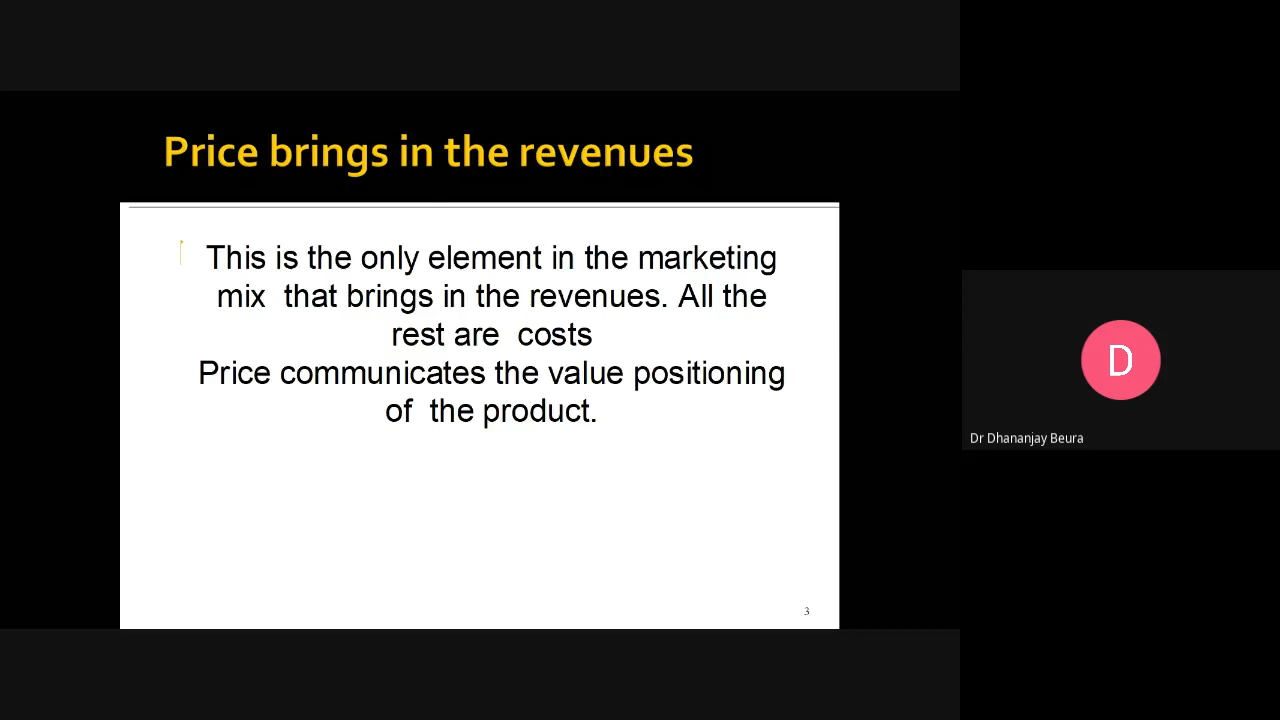 Price brings in the revenues
This is the only element in the marketing
mix that brings in the revenues. All the
rest are costs
Price communicates the value positioning
of the product.
3
D
Dr Dhananjay Beura